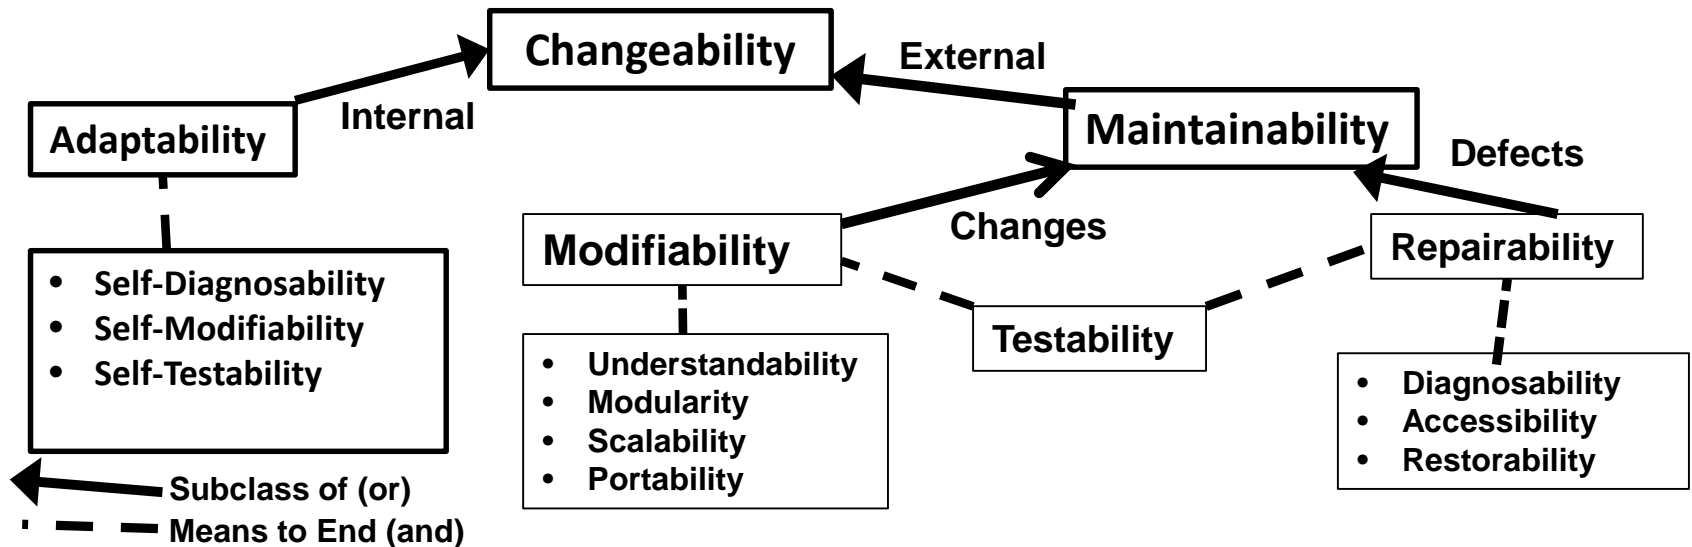 Changeability
External
Internal
Adaptability
Maintainability
Defects
Changes
Modifiability
Repairability
Testability
• Self-Diagnosability
• Self-Modifiability
• Self-Testability
• Understandability
• Modularity
• Scalability
• Portability
• Diagnosability
• Accessibility
• Restorability
Subclass of (or)
Means to End (and)